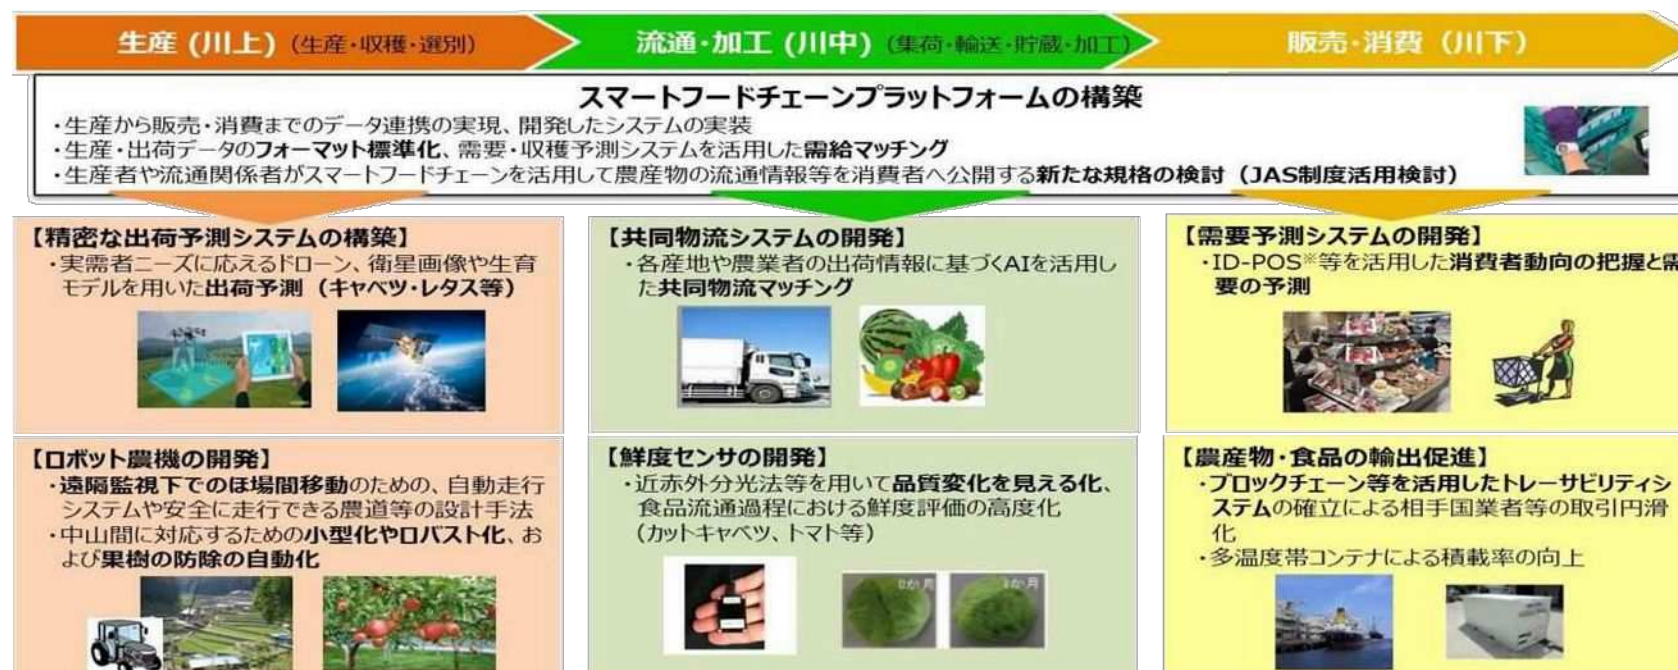 生産 (川上)(生産・収穫・選別)
流通・加工 (川中)(集荷・輸送・貯蔵・加工)
販売・消費 (川下)
スマートフードチェーンプラットフォームの構築
・生産から販売・消費までのデータ連携の実現、開発したシステムの実装
・生産・出荷データのフォーマット標準化、需要・収穫予測システムを活用した需給マッチング
・生産者や流通関係者がスマートフードチェーンを活用して農産物の流通情報等を消費者へ公開する新たな規格の検討(JAS制度活用検討)
【精密な出荷予測システムの構築】
・実需者ニーズに応えるドローン、衛星画像や生育
モデルを用いた出荷予測(キャベツ・レタス等)
【共同物流システムの開発】
・各産地や農業者の出荷情報に基づくAIを活用し
た共同物流マッチング
【需要予測システムの開発】
・ID-POS※等を活用した消費者動向の把握と需
要の予測
【ロボット農機の開発】
・遠隔監視下でのほ場間移動のための、自動走行
システムや安全に走行できる農道等の設計手法
・中山間に対応するための小型化やロバスト化、お
よび果樹の防除の自動化
【鮮度センサの開発】
・近赤外分光法等を用いて品質変化を見える化、
食品流通過程における鮮度評価の高度化
(カットキャベツ、トマト等)
【農産物・食品の輸出促進】
・ブロックチェーン等を活用したトレーサビリティシ
ステムの確立による相手国業者等の取引円滑
化
・多温度帯コンテナによる積載率の向上